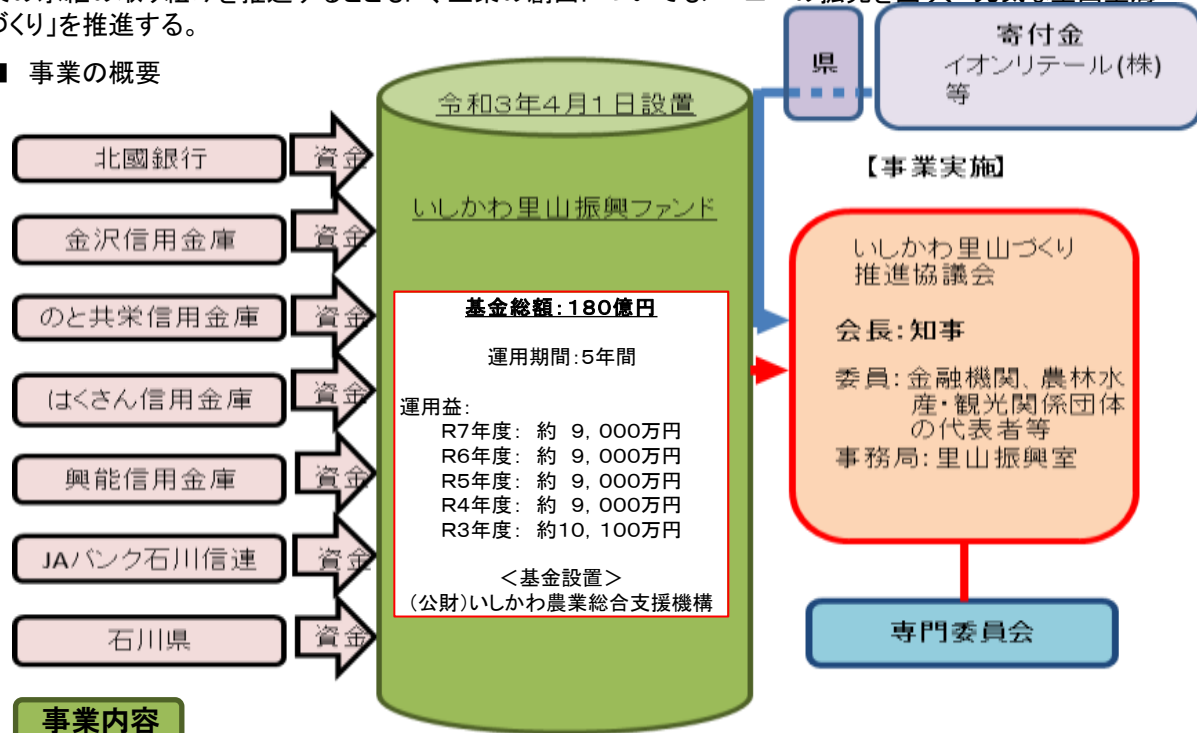 づくり」を推進する。
■ 事業の概要
北國銀行
資金
金沢信用金庫
資金
のと共栄信用金庫
資金
はくさん信用金庫
資金
興能信用金庫
資金
JAバンク石川信連
資金
石川県
資金
令和3年4月1日設置
いしかわ里山振興ファンド
基金総額:180億円
運用期間:5年間
運用益:
R7年度: 約 9,000万円
R6年度: 約 9,000万円
R5年度: 約 9,000万円
R4年度: 約 9,000万円
R3年度: 約10,100万円
<基金設置>
(公財)いしかわ農業総合支援機構
県
寄付金
イオンリテール(株)
等
【事業実施】
いしかわ里山づくり
推進協議会
会長:知事
委員:金融機関、農林水
産・観光関係団体
の代表者等
事務局:里山振興室
専門委員会
事業内容